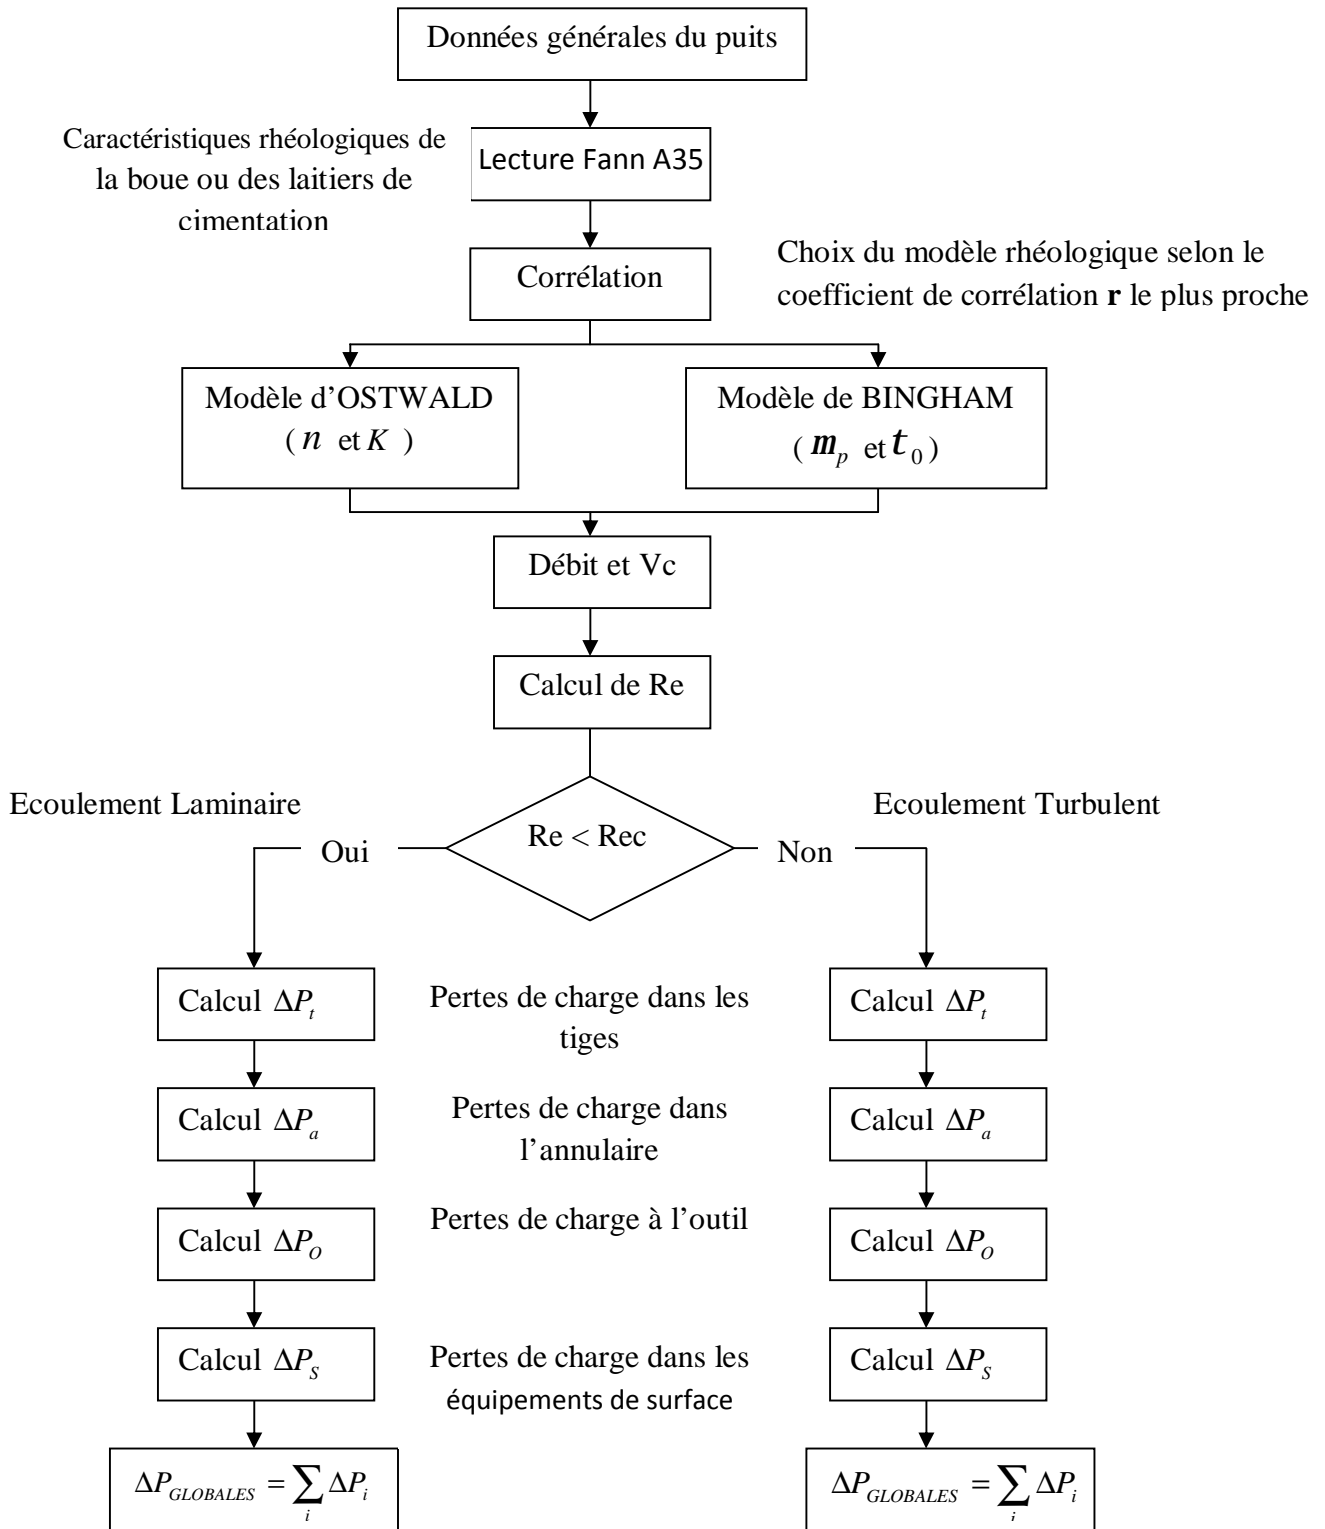 Données générales du puits
Caractéristiques rhéologiques de
la boue ou des laitiers de
cimentation
Lecture Fann A35
Corrélation
Choix du modèle rhéologique selon le
coefficient de corrélation r le plus proche
Modèle d'OSTWALD
( n et K )
Modèle de BINGHAM
( m_p et t_0 )
Débit et Vc
Calcul de Re
Ecoulement Laminaire
Ecoulement Turbulent
Re < Rec
Oui
Non
Calcul ΔP_t
Pertes de charge dans les
tiges
Calcul ΔP_t
Calcul ΔP_a
Pertes de charge dans
l'annulaire
Calcul ΔP_a
Calcul ΔP_O
Pertes de charge à l'outil
Calcul ΔP_O
Calcul ΔP_S
Pertes de charge dans les
équipements de surface
Calcul ΔP_S
ΔP_GLOBALES = ∑_i ΔP_i
ΔP_GLOBALES = ∑_i ΔP_i